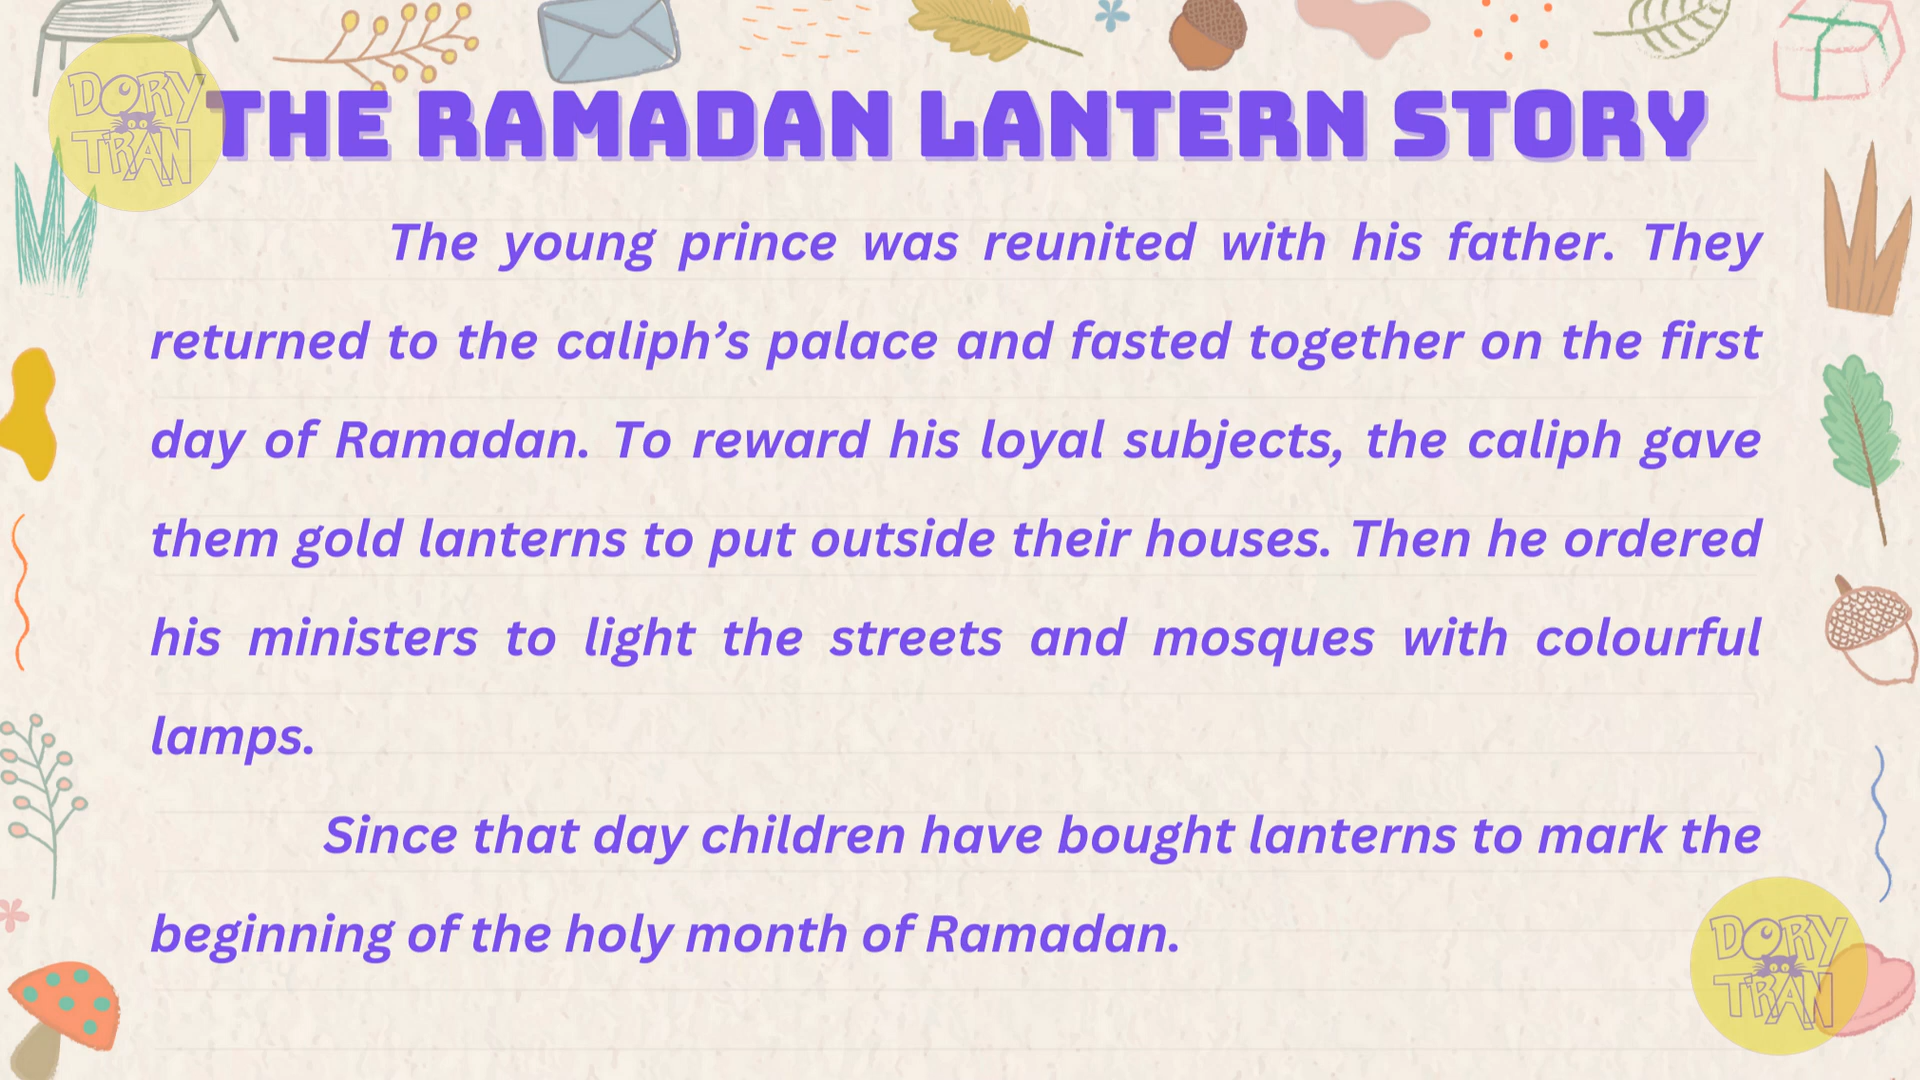 DORY
TRAN
THE RAMADAN LANTERN STORY
The young prince was reunited with his father. They
returned to the caliph’s palace and fasted together on the first
day of Ramadan. To reward his loyal subjects, the caliph gave
them gold lanterns to put outside their houses. Then he ordered
his ministers to light the streets and mosques with colourful
lamps.
Since that day children have bought lanterns to mark the
beginning of the holy month of Ramadan.
DORY
TRAN